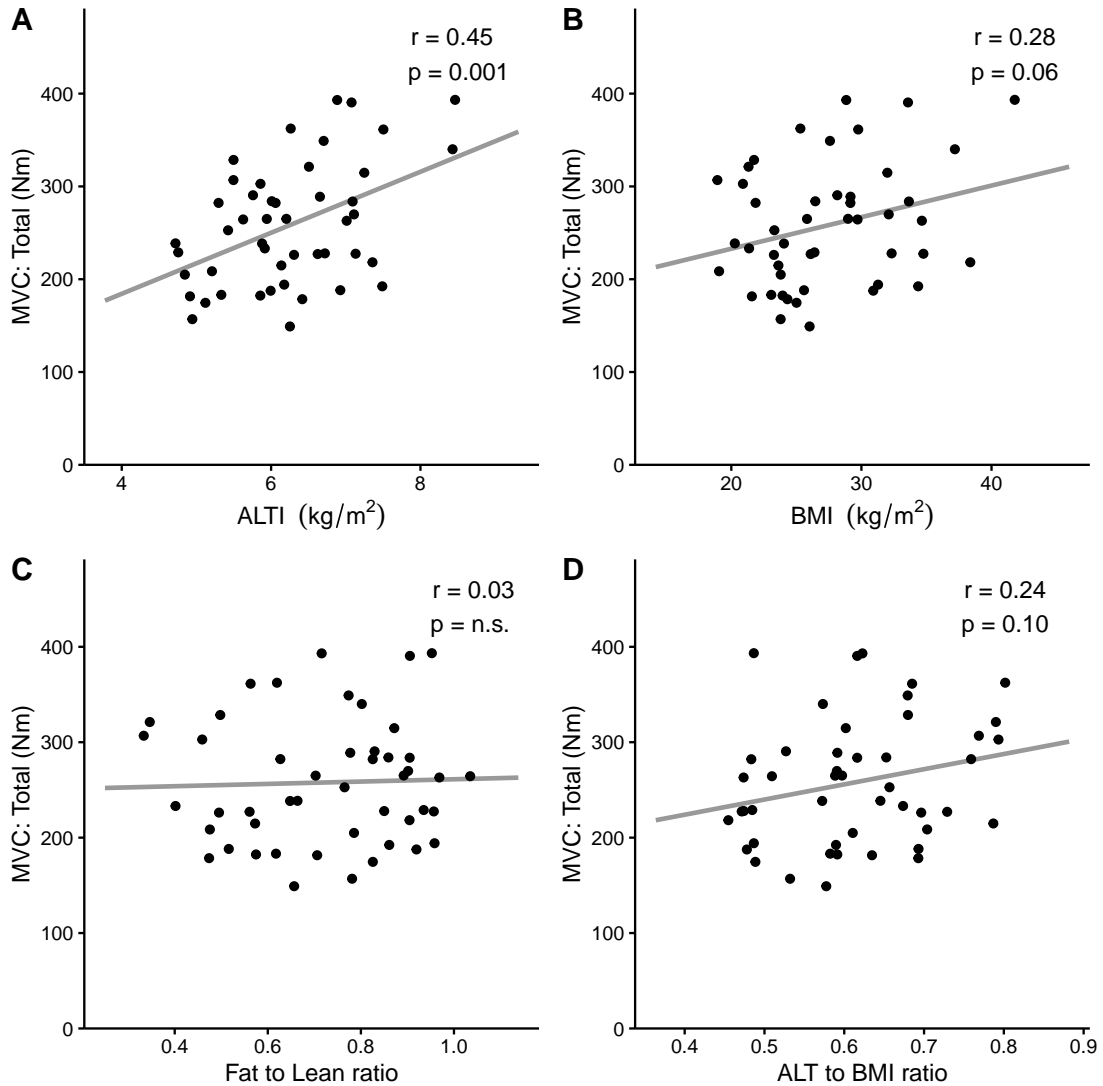 A
r = 0.45
p = 0.001
MVC: Total (Nm)
400
300
200
100
0
4 6 8
ALTI (kg/m²)
B
r = 0.28
p = 0.06
MVC: Total (Nm)
400
300
200
100
0
20 30 40
BMI (kg/m²)
C
r = 0.03
p = n.s.
MVC: Total (Nm)
400
300
200
100
0
0.4 0.6 0.8 1.0
Fat to Lean ratio
D
r = 0.24
p = 0.10
MVC: Total (Nm)
400
300
200
100
0
0.4 0.5 0.6 0.7 0.8 0.9
ALT to BMI ratio